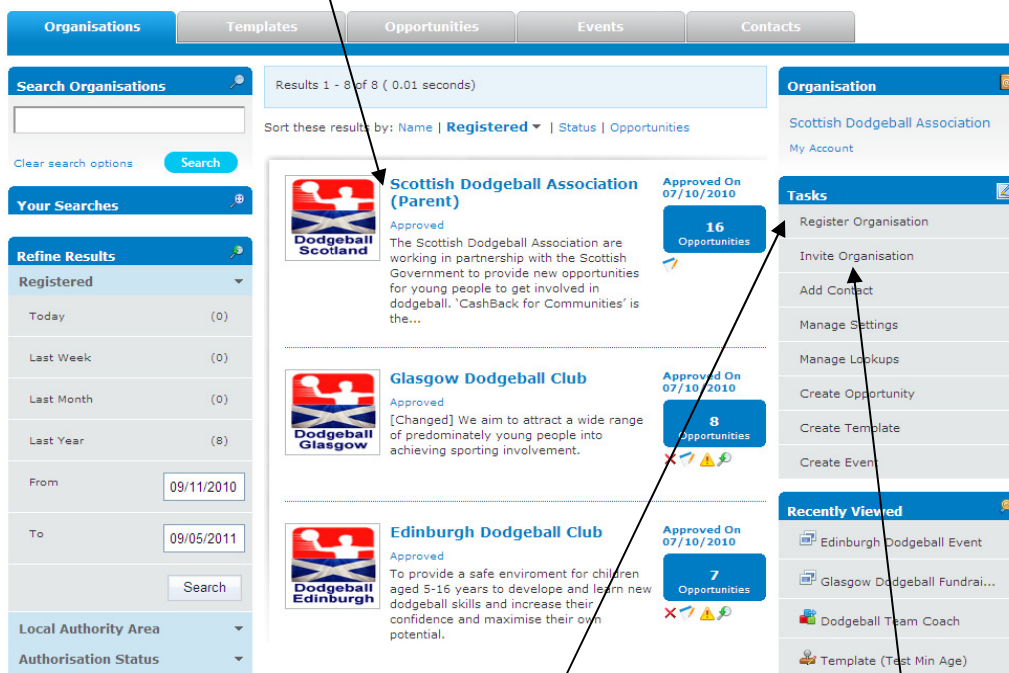 Organisations
Templates
Opportunities
Events
Contacts
Search Organisations
Clear search options
Search
Your Searches
Refine Results
Registered
Today (0)
Last Week (0)
Last Month (0)
Last Year (8)
From 09/11/2010
To 09/05/2011
Search
Local Authority Area
Authorisation Status
Results 1 - 8 of 8 ( 0.01 seconds)
Sort these results by: Name | Registered | Status | Opportunities
Dodgeball
Scotland
Scottish Dodgeball Association
(Parent)
Approved
The Scottish Dodgeball Association are
working in partnership with the Scottish
Government to provide new opportunities
for young people to get involved in
dodgeball. 'CashBack for Communities' is
the...
Approved On
07/10/2010
16
Opportunities
Dodgeball
Glasgow
Glasgow Dodgeball Club
Approved
[Changed] We aim to attract a wide range
of predominately young people into
achieving sporting involvement.
Approved On
07/10/2010
8
Opportunities
Dodgeball
Edinburgh
Edinburgh Dodgeball Club
Approved
To provide a safe enviroment for children
aged 5-16 years to develope and learn new
dodgeball skills and increase their
confidence and maximise their own
potential.
Approved On
07/10/2010
7
Opportunities
Organisation
Scottish Dodgeball Association
My Account
Tasks
Register Organisation
Invite Organisation
Add Contact
Manage Settings
Manage Lookups
Create Opportunity
Create Template
Create Event
Recently Viewed
Edinburgh Dodgeball Event
Glasgow Dodgeball Fundrai...
Dodgeball Team Coach
Template (Test Min Age)